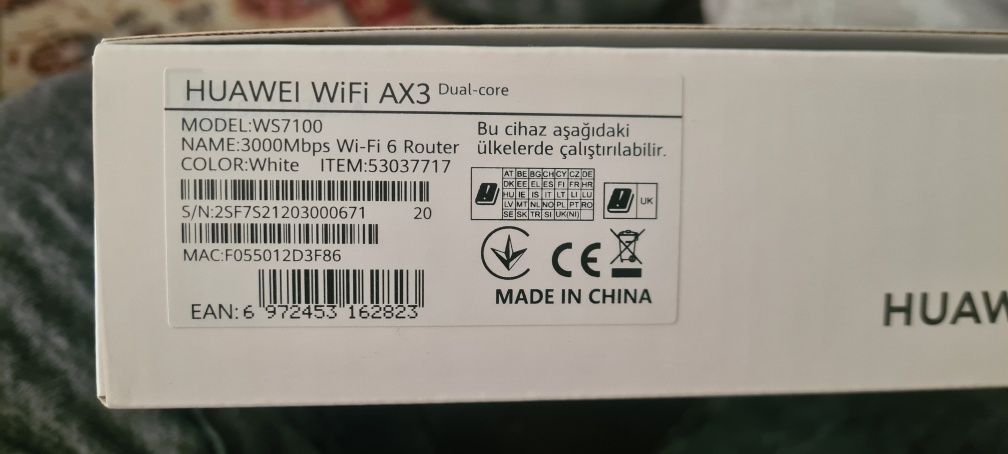 HUAWEI WiFi AX3 Dual-core
MODEL:WS7100
NAME:3000Mbps Wi-Fi 6 Router
COLOR:White ITEM:53037717
S/N:2SF7S21203000671 20
MAC:F055012D3F86
EAN: 6 972453 162823
Bu cihaz aşağıdaki
ülkelerde çalıştırılabilir.
AT BE BG CH CY CZ DE
DK EE EL ES FI FR HR
HU IE IS IT LT LI LU
LV MT NL NO PL PT RO
SE SK TR SI UK(NI)
UK
CE
MADE IN CHINA
HUAW